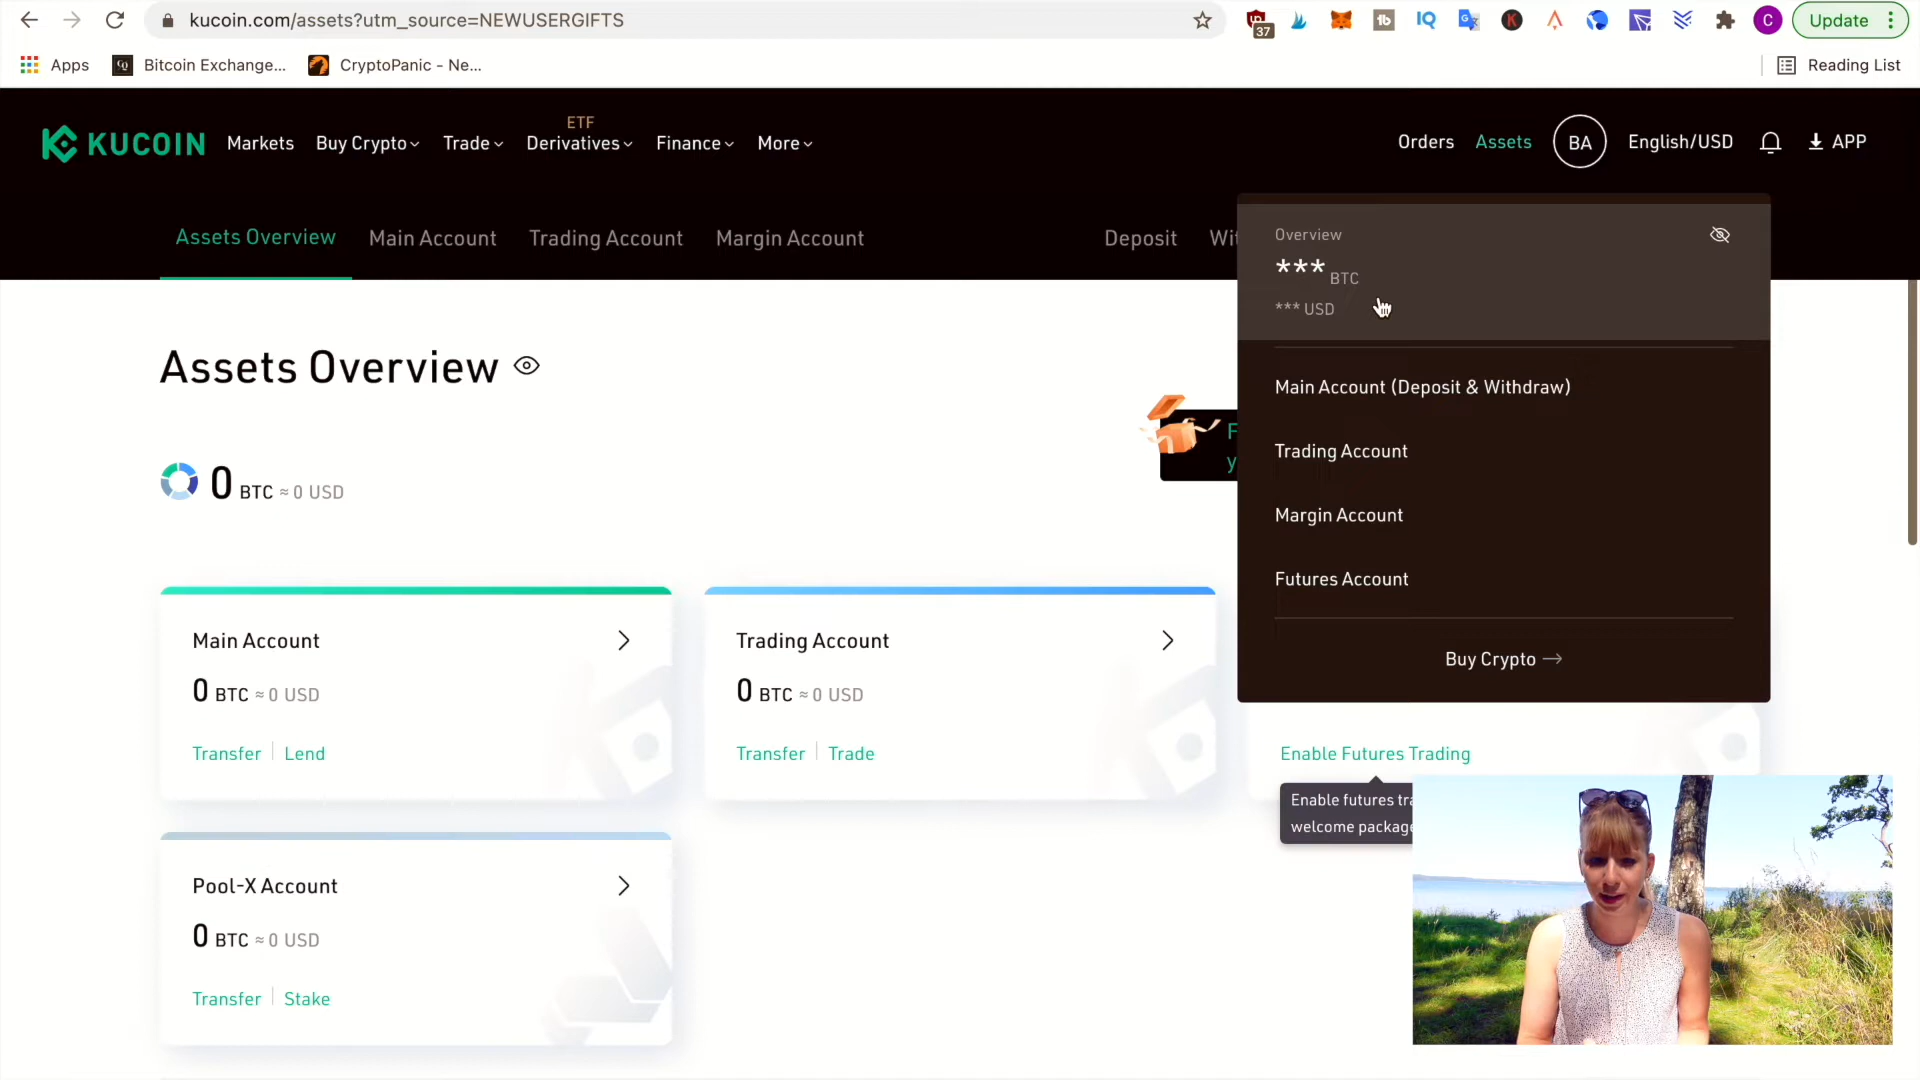 kucoin.com/assets?utm_source=NEWUSERGIFTS
37
Update
Apps
Bitcoin Exchange...
CryptoPanic - Ne...
Reading List
KUCOIN
Markets
Buy Crypto
Trade
ETF
Derivatives
Finance
More
Orders
Assets
BA
English/USD
APP
Assets Overview
Main Account
Trading Account
Margin Account
Deposit
Overview
*** BTC
*** USD
Main Account (Deposit & Withdraw)
Trading Account
Margin Account
Futures Account
Buy Crypto
Assets Overview
0 BTC ≈ 0 USD
Main Account
0 BTC ≈ 0 USD
Transfer | Lend
Trading Account
0 BTC ≈ 0 USD
Transfer | Trade
Enable Futures Trading
Enable futures
welcome package
Pool-X Account
0 BTC ≈ 0 USD
Transfer | Stake